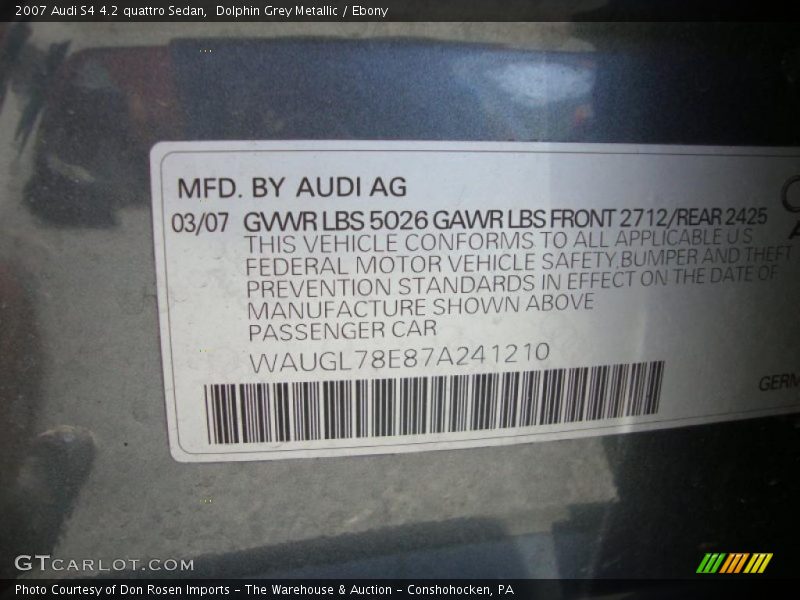 2007 Audi S4 4.2 quattro Sedan, Dolphin Grey Metallic / Ebony
MFD. BY AUDI AG
03/07 GVWR LBS 5026 GAWR LBS FRONT 2712/REAR 2425
THIS VEHICLE CONFORMS TO ALL APPLICABLE U S
FEDERAL MOTOR VEHICLE SAFETY, BUMPER AND THEFT
PREVENTION STANDARDS IN EFFECT ON THE DATE OF
MANUFACTURE SHOWN ABOVE
PASSENGER CAR
WAUGL78E87A241210
GERM
GTCARLOT.COM
Photo Courtesy of Don Rosen Imports - The Warehouse & Auction - Conshohocken, PA